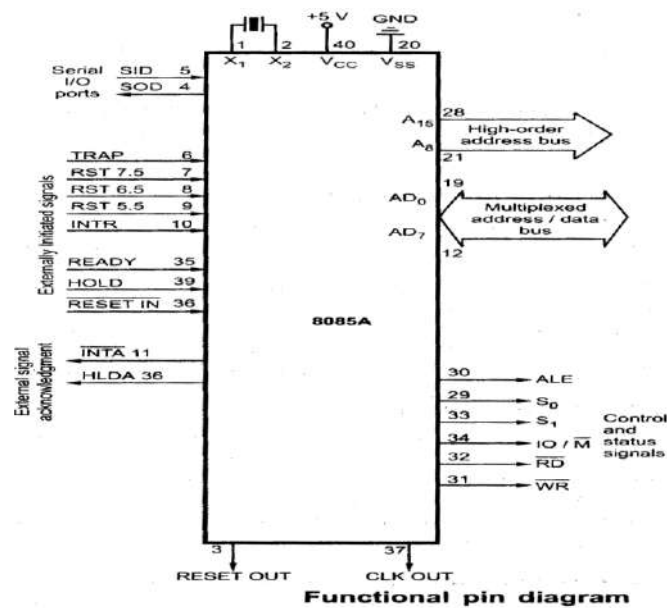 +5 V GND
1 2 40 20
X1 X2 VCC VSS
Serial I/O ports
SID 5
SOD 4
A15 28
High-order address bus
A8 21
Externally Initiated signals
TRAP 6
RST 7.5 7
RST 6.5 8
RST 5.5 9
INTR 10
19
AD0
Multiplexed address / data bus
AD7
12
READY 35
HOLD 39
RESET IN 36
8085A
External signal acknowledgment
INTA 11
HLDA 36
30 ALE
29 S0
33 S1
34 IO / M
32 RD
31 WR
Control and status signals
3 37
RESET OUT CLK OUT
Functional pin diagram